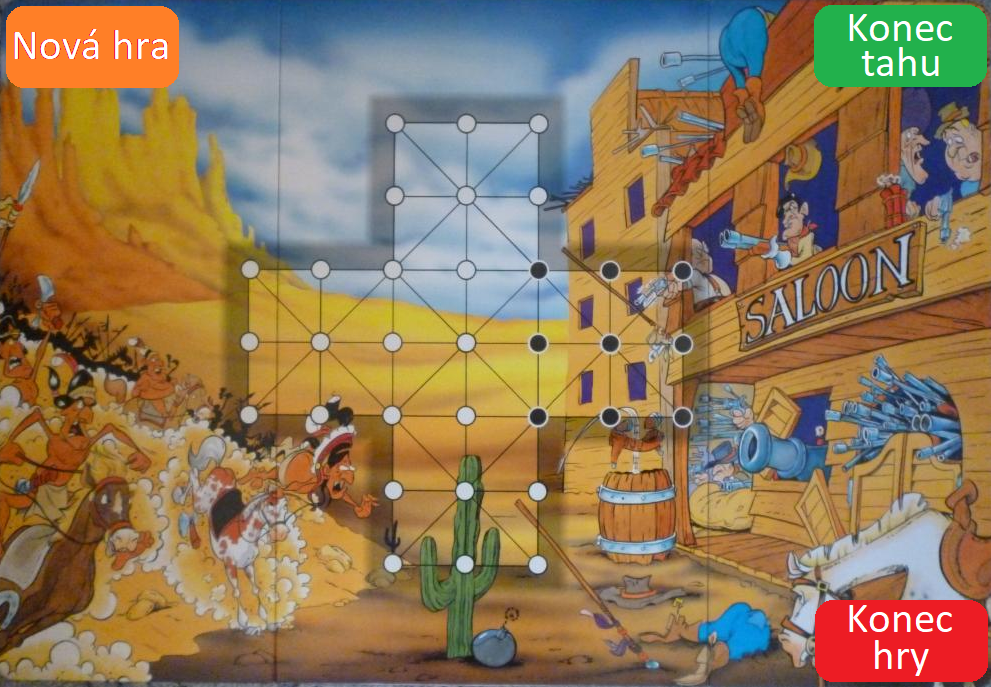 Nová hra
Konec
tahu
SALOON
Konec
hry